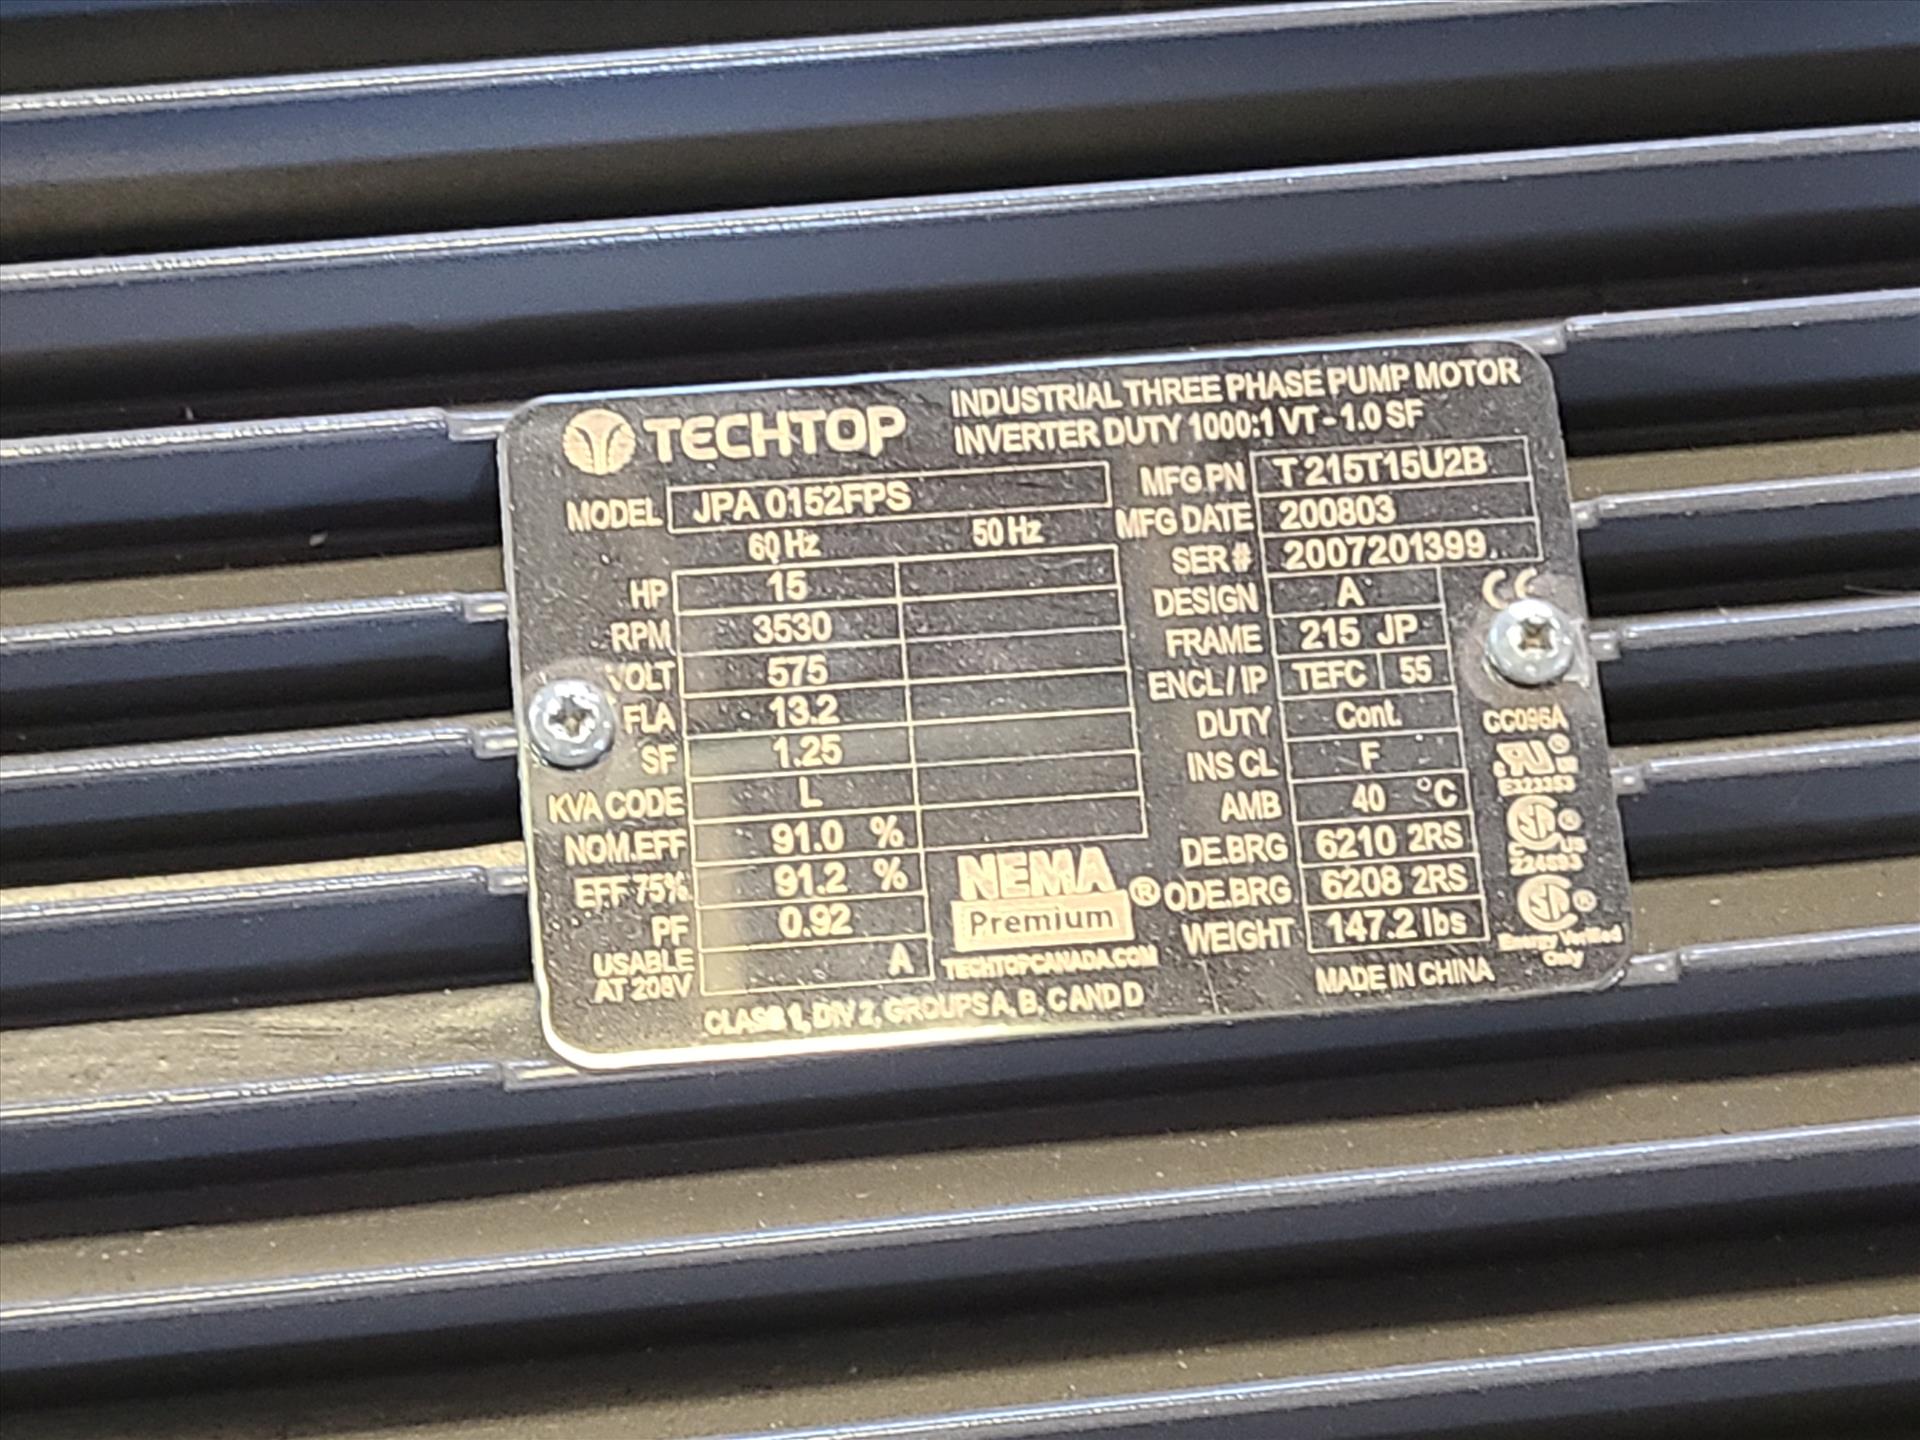 TECHTOP
INDUSTRIAL THREE PHASE PUMP MOTOR
INVERTER DUTY 1000:1 VT - 1.0 SF
MODEL JPA 0152FPS
60 Hz 50 Hz
HP 15
RPM 3530
VOLT 575
FLA 13.2
SF 1.25
KVA CODE L
NOM.EFF 91.0 %
EFF 75% 91.2 %
PF 0.92
USABLE
AT 208V A
MFG PN T 215T15U2B
MFG DATE 200803
SER # 2007201399
DESIGN A
FRAME 215 JP
ENCL / IP TEFC 55
DUTY Cont.
INS CL F
AMB 40 °C
DE.BRG 6210 2RS
ODE.BRG 6208 2RS
WEIGHT 147.2 lbs
NEMA
Premium ®
TECHTOPCANADA.COM
CE
CC096A
E323353
Energy Verified
Only
MADE IN CHINA
CLASS 1, DIV 2, GROUPS A, B, C AND D